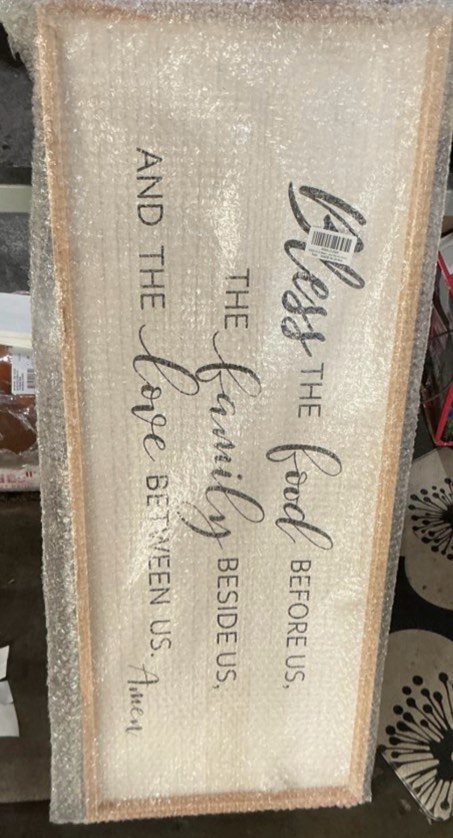 Bless THE food BEFORE US,
THE family BESIDE US,
AND THE love BETWEEN US. Amen